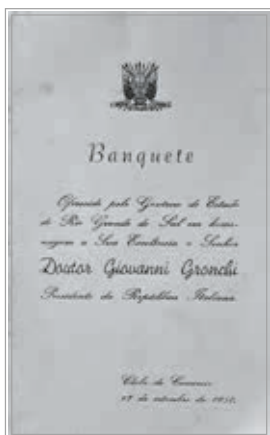 Banquete
Oferecido pelo Governo do Estado
do Rio Grande do Sul em home-
nagem a Sua Excelência o Senhor
Doutor Giovanni Gronchi
Presidente da República Italiana
Clube do Comércio
de setembro de 1958